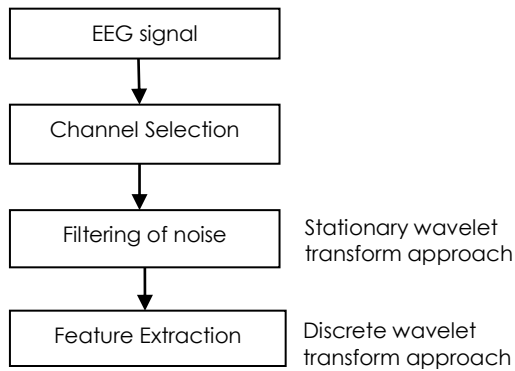 EEG signal
Channel Selection
Filtering of noise
Stationary wavelet
transform approach
Feature Extraction
Discrete wavelet
transform approach